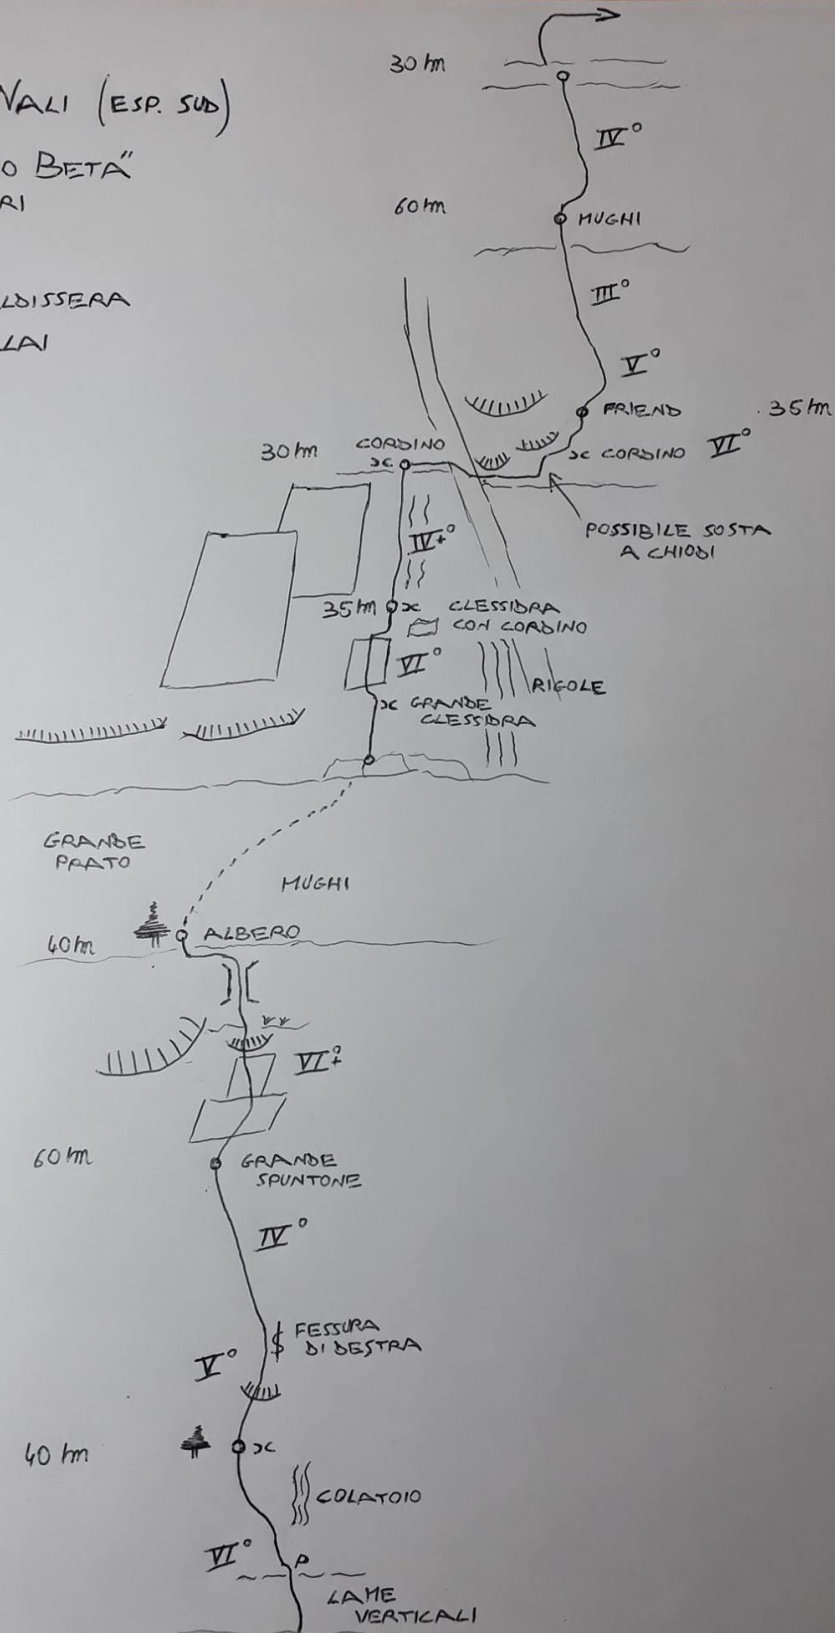 30 m
VALI (ESP. SUD)
IV°
O BETA"
RI
60 m
MUGHI
III°
LDISSERA
LAI
V°
FRIEND
35 m
CORDINO
30 m
CORDINO
VI°
POSSIBILE SOSTA
A CHIODI
IV+°
35 m
CLESSIDRA
CON CORDINO
VI°
RIGOLE
GRANDE
CLESSIDRA
GRANDE
PRATO
MUGHI
ALBERO
40 m
VI+°
60 m
GRANDE
SPUNTONE
IV°
FESSURA
DI DESTRA
V°
40 m
COLATOIO
VI°
P
LAME
VERTICALI